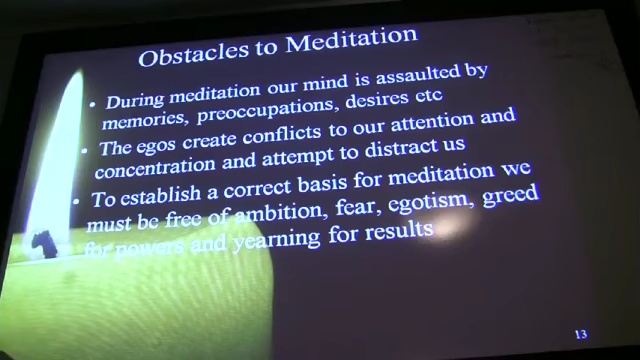 Obstacles to Meditation
• During meditation our mind is assaulted by
memories, preoccupations, desires etc
• The egos create conflicts to our attention and
concentration and attempt to distract us
• To establish a correct basis for meditation we
must be free of ambition, fear, egotism, greed
for powers and yearning for results
13